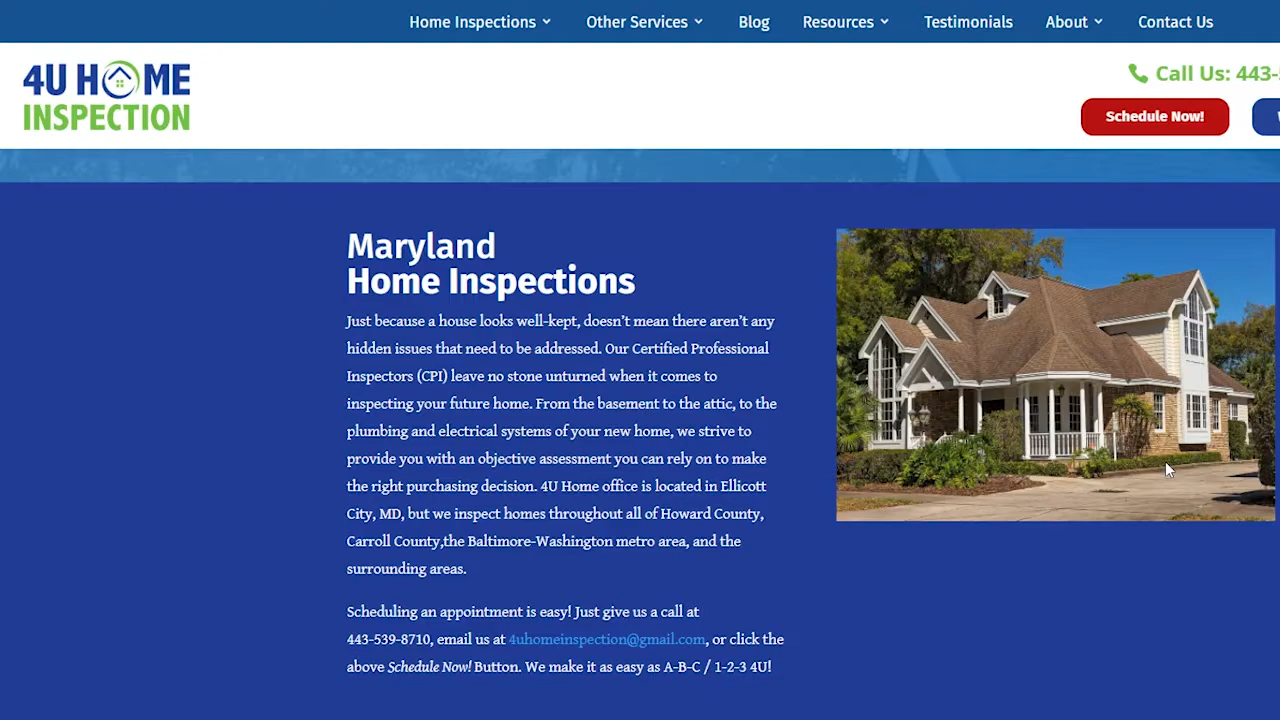 Home Inspections
Other Services
Blog
Resources
Testimonials
About
Contact Us
4U HOME
INSPECTION
Call Us: 443-
Schedule Now!
Maryland
Home Inspections
Just because a house looks well-kept, doesn't mean there aren't any
hidden issues that need to be addressed. Our Certified Professional
Inspectors (CPI) leave no stone unturned when it comes to
inspecting your future home. From the basement to the attic, to the
plumbing and electrical systems of your new home, we strive to
provide you with an objective assessment you can rely on to make
the right purchasing decision. 4U Home office is located in Ellicott
City, MD, but we inspect homes throughout all of Howard County,
Carroll County,the Baltimore-Washington metro area, and the
surrounding areas.
Scheduling an appointment is easy! Just give us a call at
443-539-8710, email us at 4uhomeinspection@gmail.com, or click the
above Schedule Now! Button. We make it as easy as A-B-C / 1-2-3 4U!